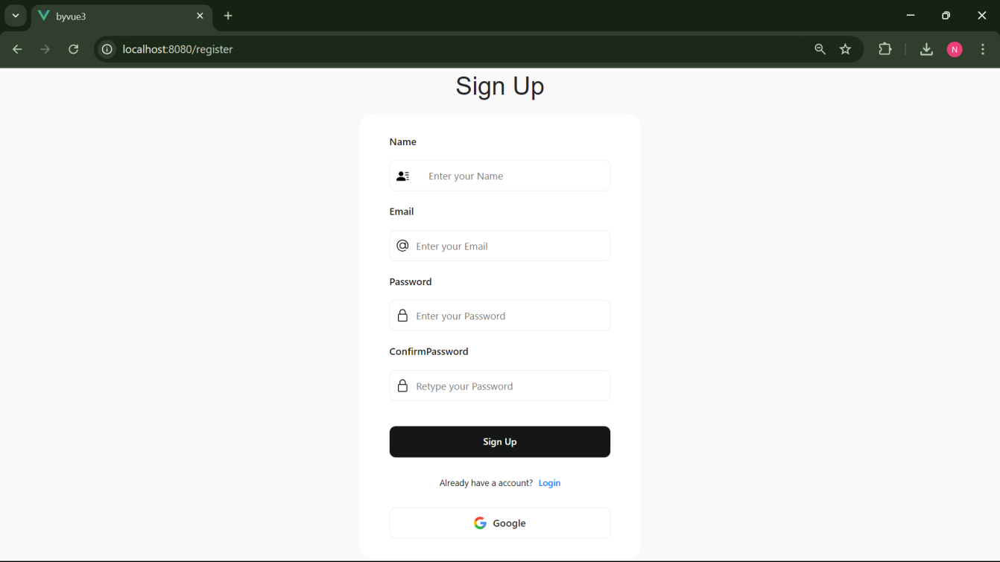 byvue3
localhost:8080/register
N
Sign Up
Name
Enter your Name
Email
Enter your Email
Password
Enter your Password
ConfirmPassword
Retype your Password
Sign Up
Already have a account? Login
Google